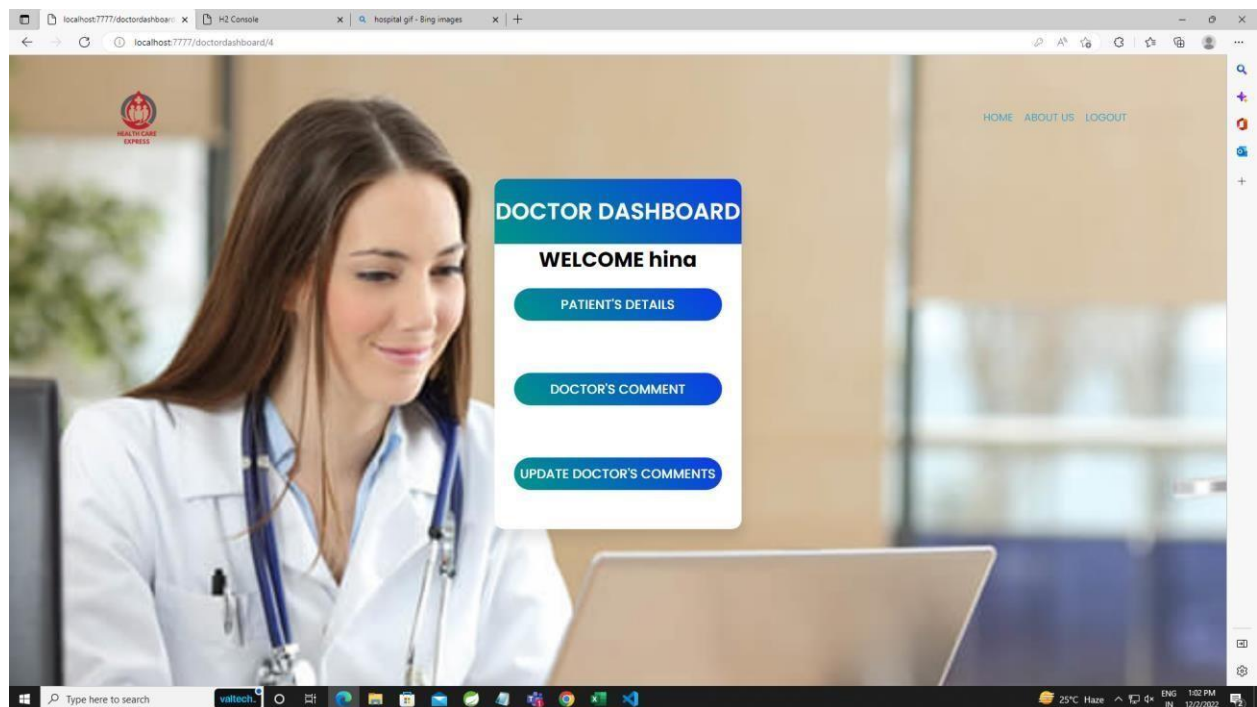 localhost:7777/doctordashboard
H2 Console
hospital gif - Bing images
localhost:7777/doctordashboard/4
HEALTH CARE
EXPRESS
HOME ABOUT US LOGOUT
DOCTOR DASHBOARD
WELCOME hina
PATIENT'S DETAILS
DOCTOR'S COMMENT
UPDATE DOCTOR'S COMMENTS
Type here to search
valtech.
25°C Haze
ENG
IN
1:02 PM
12/2/2022